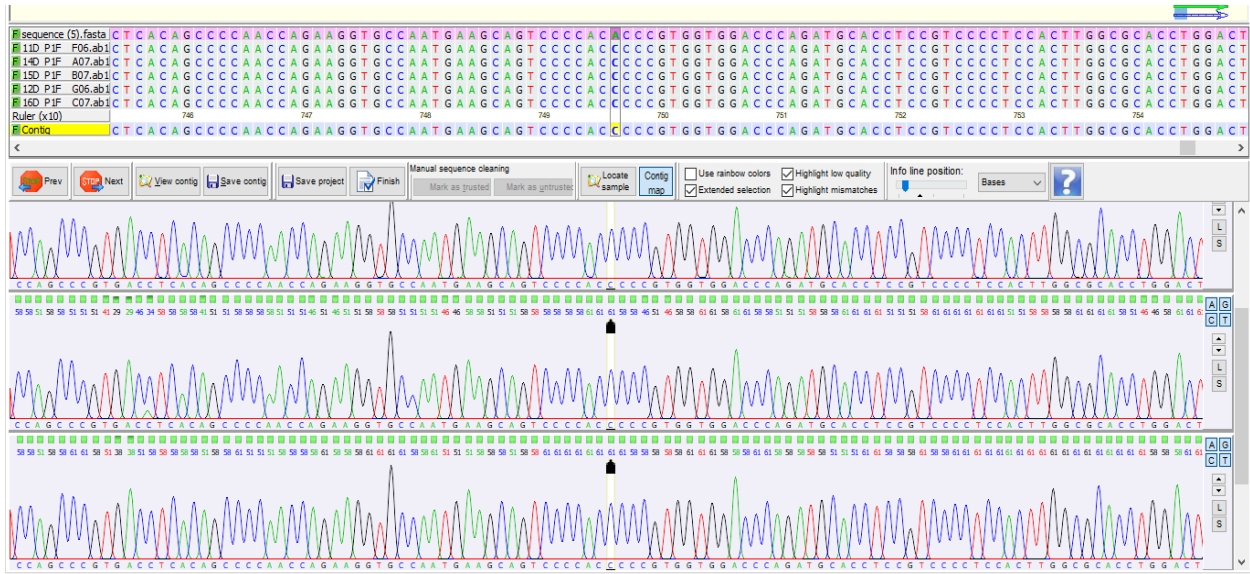 F sequence (5).fasta C T C A C A G C C C C A A C C A G A A G G T G C C A A T G A A G C A G T C C C C A C A C C C G T G G T G G A C C C A G A T G C A C C T C C G T C C C C T C C A C T T G G C G C A C C T G G A C T
F 11D P1F F06.ab1 C T C A C A G C C C C A A C C A G A A G G T G C C A A T G A A G C A G T C C C C A C C C C C G T G G T G G A C C C A G A T G C A C C T C C G T C C C C T C C A C T T G G C G C A C C T G G A C T
F 14D P1F A07.ab1 C T C A C A G C C C C A A C C A G A A G G T G C C A A T G A A G C A G T C C C C A C C C C C G T G G T G G A C C C A G A T G C A C C T C C G T C C C C T C C A C T T G G C G C A C C T G G A C T
F 15D P1F B07.ab1 C T C A C A G C C C C A A C C A G A A G G T G C C A A T G A A G C A G T C C C C A C C C C C G T G G T G G A C C C A G A T G C A C C T C C G T C C C C T C C A C T T G G C G C A C C T G G A C T
F 12D P1F G06.ab1 C T C A C A G C C C C A A C C A G A A G G T G C C A A T G A A G C A G T C C C C A C C C C C G T G G T G G A C C C A G A T G C A C C T C C G T C C C C T C C A C T T G G C G C A C C T G G A C T
F 16D P1F C07.ab1 C T C A C A G C C C C A A C C A G A A G G T G C C A A T G A A G C A G T C C C C A C C C C C G T G G T G G A C C C A G A T G C A C C T C C G T C C C C T C C A C T T G G C G C A C C T G G A C T
Ruler (x10) 746 747 748 749 750 751 752 753 754
F Contig C T C A C A G C C C C A A C C A G A A G G T G C C A A T G A A G C A G T C C C C A C C C C C G T G G T G G A C C C A G A T G C A C C T C C G T C C C C T C C A C T T G G C G C A C C T G G A C T
Manual sequence cleaning
STOP Prev STOP Next View contig Save contig Save project Finish Mark as trusted Mark as untrusted Locate sample Contig map
Use rainbow colors Highlight low quality Info line position: Bases ?
Extended selection Highlight mismatches
L
S
C C A G C C C G T G A C C T C A C A G C C C C A A C C A G A A G G T G C C A A T G A A G C A G T C C C C A C C C C C G T G G T G G A C C C A G A T G C A C C T C C G T C C C C T C C A C T T G G C G C A C C T G G A C T
A G
C T
L
S
C C A G C C C G T G A C C T C A C A G C C C C A A C C A G A A G G T G C C A A T G A A G C A G T C C C C A C C C C C G T G G T G G A C C C A G A T G C A C C T C C G T C C C C T C C A C T T G G C G C A C C T G G A C T
A G
C T
L
S
C C A G C C C G T G A C C T C A C A G C C C C A A C C A G A A G G T G C C A A T G A A G C A G T C C C C A C C C C C G T G G T G G A C C C A G A T G C A C C T C C G T C C C C T C C A C T T G G C G C A C C T G G A C T